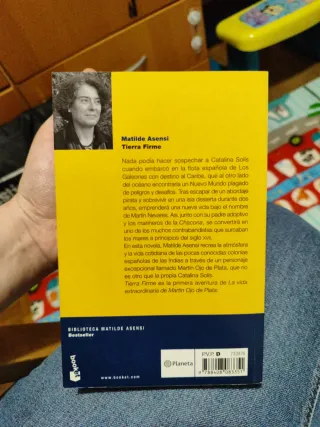 Matilde Asensi
Tierra Firme
Nada podía hacer sospechar a Catalina Solís
cuando embarcó en la flota española de Los
Galeones con destino al Caribe, que al otro lado
del océano encontraría un Nuevo Mundo plagado
de peligros y desafíos. Tras escapar de un abordaje
pirata y sobrevivir en una isla desierta durante dos
años, emprenderá una nueva vida bajo el nombre
de Martín Nevares. Así, junto con su padre adoptivo
y los marineros de la Chacona, se convertirá en
uno de los muchos contrabandistas que surcaban
los mares a principios del siglo XVII.
En esta novela, Matilde Asensi recrea la atmósfera
y la vida cotidiana de las pocas conocidas colonias
españolas de las Indias a través de un personaje
excepcional llamado Martín Ojo de Plata, que no
es otro que la propia Catalina Solís.
Tierra Firme es la primera aventura de La vida
extraordinaria de Martín Ojo de Plata.
BIBLIOTECA MATILDE ASENSI
Bestseller
booket
www.booket.com
Planeta
PVP D